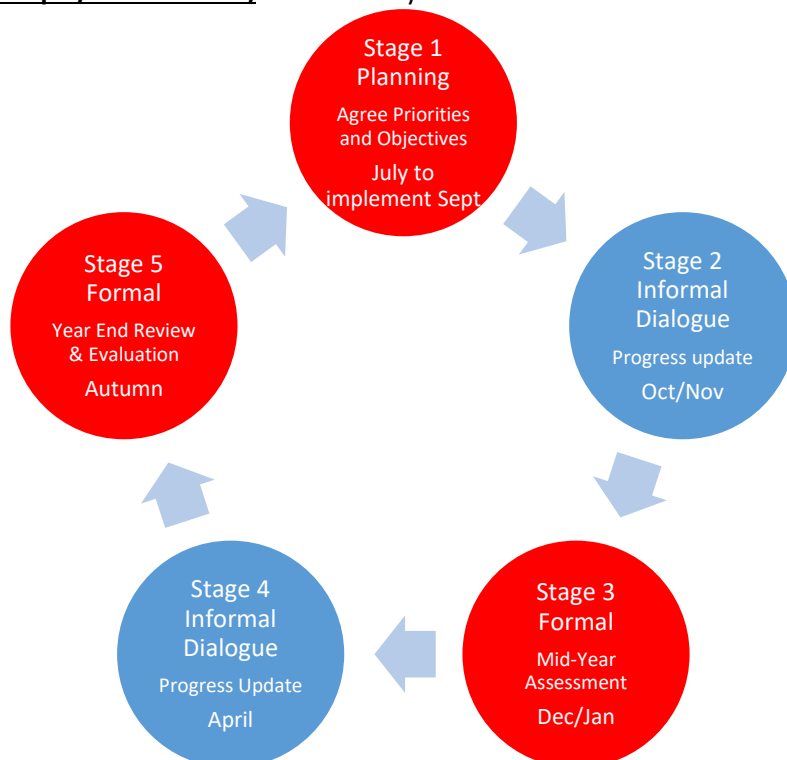 Stage 1
Planning
Agree Priorities
and Objectives
July to
implement Sept
Stage 2
Informal
Dialogue
Progress update
Oct/Nov
Stage 3
Formal
Mid-Year
Assessment
Dec/Jan
Stage 4
Informal
Dialogue
Progress Update
April
Stage 5
Formal
Year End Review
& Evaluation
Autumn